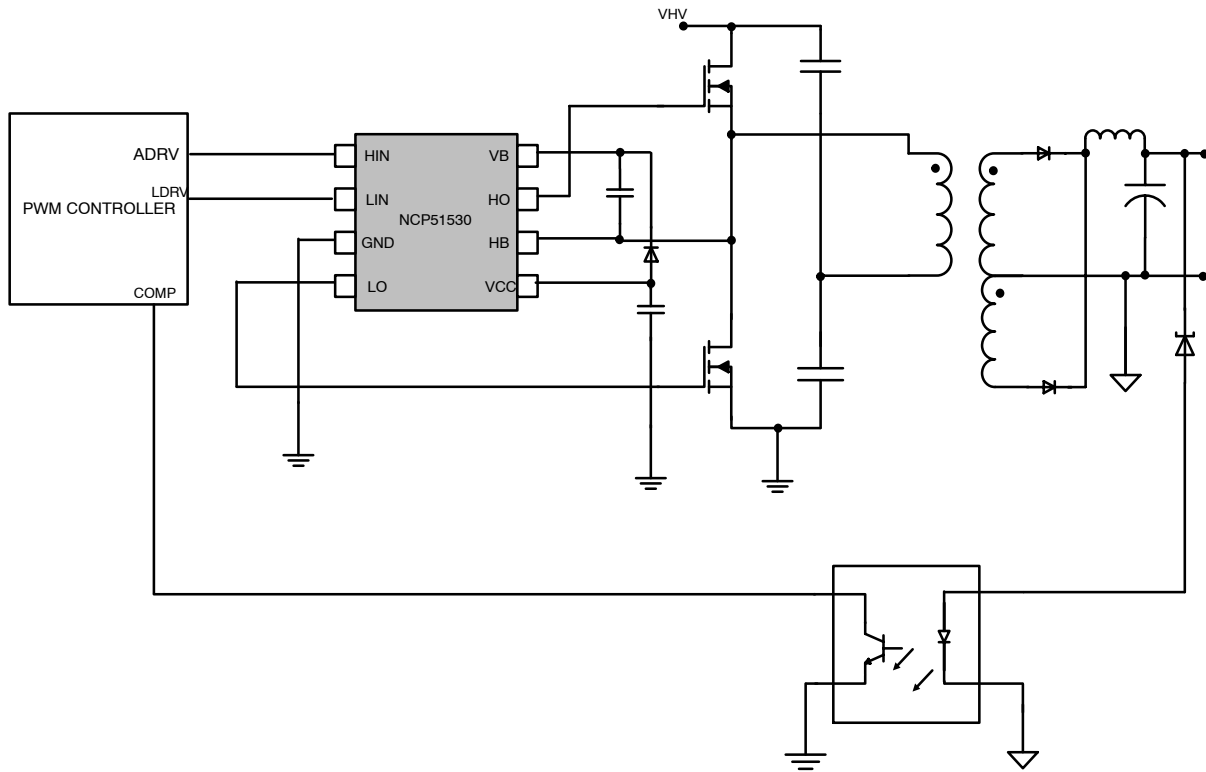 VHV
ADRV
LDRV
PWM CONTROLLER
COMP
HIN
VB
LIN
HO
NCP51530
GND
HB
LO
VCC